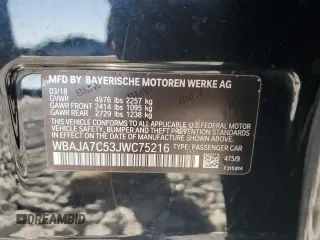 MFD. BY BAYERISCHE MOTOREN WERKE AG
03/18
GVWR 4976 lbs 2257 kg
GAWR FRONT 2414 lbs 1095 kg
GAWR REAR 2729 lbs 1238 kg
THIS VEHICLE CONFORMS TO ALL APPLICABLE U.S. FEDERAL MOTOR VEHICLE SAFETY, BUMPER AND THEFT PREVENTION STANDARDS IN EFFECT ON THE DATE OF MANUFACTURE SHOWN ABOVE.
WBAJA7C53JWC75216 TYPE: PASSENGER CAR
475/9
7315814
DREAMBID